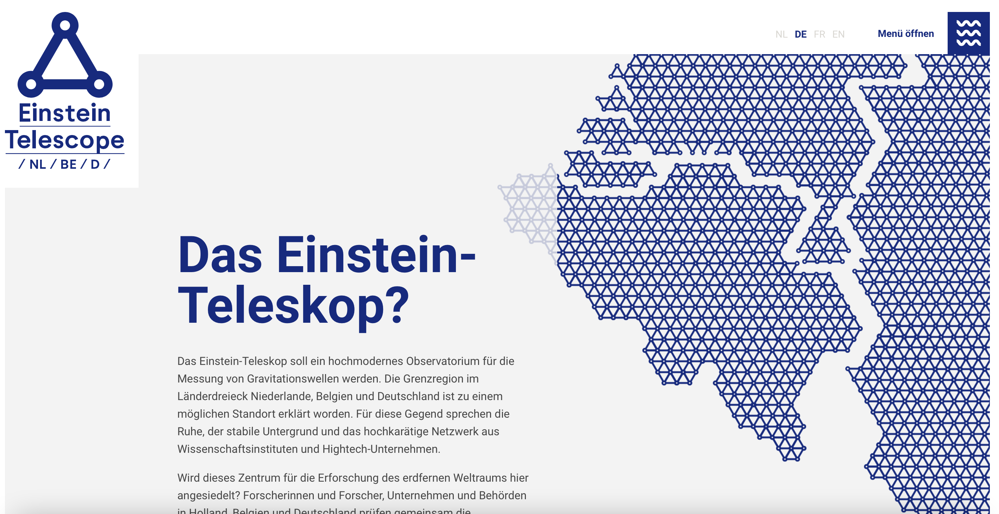 Einstein
Telescope
/ NL / BE / D /
NL DE FR EN
Menü öffnen
Das Einstein-
Teleskop?
Das Einstein-Teleskop soll ein hochmodernes Observatorium für die
Messung von Gravitationswellen werden. Die Grenzregion im
Länderdreieck Niederlande, Belgien und Deutschland ist zu einem
möglichen Standort erklärt worden. Für diese Gegend sprechen die
Ruhe, der stabile Untergrund und das hochkarätige Netzwerk aus
Wissenschaftsinstituten und Hightech-Unternehmen.
Wird dieses Zentrum für die Erforschung des erdfernen Weltraums hier
angesiedelt? Forscherinnen und Forscher, Unternehmen und Behörden
in Holland, Belgien und Deutschland prüfen gemeinsam die